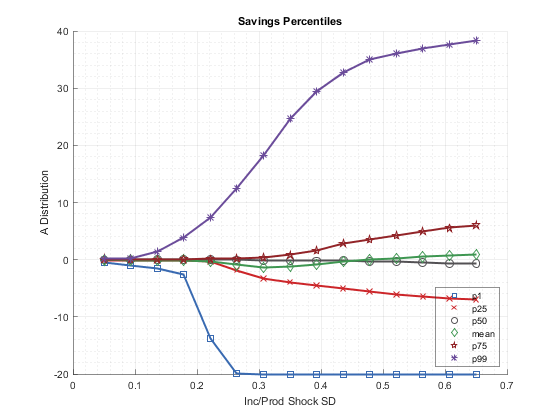 Savings Percentiles
A Distribution
40
30
20
10
0
-10
-20
0
0.1
0.2
0.3
0.4
0.5
0.6
0.7
Inc/Prod Shock SD
p1
p25
p50
mean
p75
p99